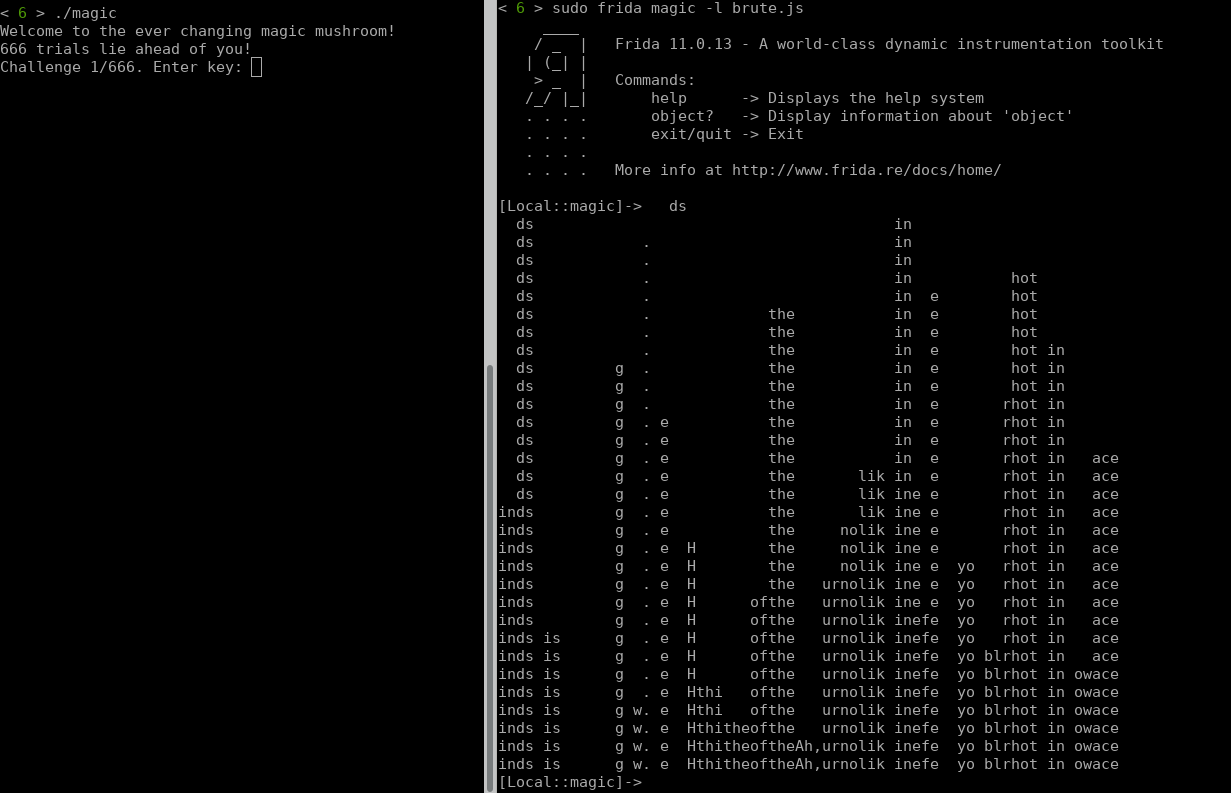 < 6 > ./magic
Welcome to the ever changing magic mushroom!
666 trials lie ahead of you!
Challenge 1/666. Enter key:
< 6 > sudo frida magic -l brute.js
     ____
    / _  |   Frida 11.0.13 - A world-class dynamic instrumentation toolkit
   | (_| |
    > _  |   Commands:
   /_/ |_|       help      -> Displays the help system
   . . . .       object?   -> Display information about 'object'
   . . . .       exit/quit -> Exit
   . . . .
   . . . .   More info at http://www.frida.re/docs/home/
[Local::magic]->   ds
  ds                                        in
  ds            .                           in
  ds            .                           in
  ds            .                           in           hot
  ds            .                           in  e        hot
  ds            .             the           in  e        hot
  ds            .             the           in  e        hot
  ds            .             the           in  e        hot in
  ds         g  .             the           in  e        hot in
  ds         g  .             the           in  e        hot in
  ds         g  .             the           in  e       rhot in
  ds         g  . e           the           in  e       rhot in
  ds         g  . e           the           in  e       rhot in
  ds         g  . e           the           in  e       rhot in   ace
  ds         g  . e           the       lik in  e       rhot in   ace
  ds         g  . e           the       lik ine e       rhot in   ace
inds         g  . e           the       lik ine e       rhot in   ace
inds         g  . e           the     nolik ine e       rhot in   ace
inds         g  . e  H        the     nolik ine e       rhot in   ace
inds         g  . e  H        the     nolik ine e  yo   rhot in   ace
inds         g  . e  H        the   urnolik ine e  yo   rhot in   ace
inds         g  . e  H      ofthe   urnolik ine e  yo   rhot in   ace
inds         g  . e  H      ofthe   urnolik inefe  yo   rhot in   ace
inds is      g  . e  H      ofthe   urnolik inefe  yo   rhot in   ace
inds is      g  . e  H      ofthe   urnolik inefe  yo blrhot in   ace
inds is      g  . e  H      ofthe   urnolik inefe  yo blrhot in owace
inds is      g  . e  Hthi   ofthe   urnolik inefe  yo blrhot in owace
inds is      g w. e  Hthi   ofthe   urnolik inefe  yo blrhot in owace
inds is      g w. e  Hthitheofthe   urnolik inefe  yo blrhot in owace
inds is      g w. e  HthitheoftheAh,urnolik inefe  yo blrhot in owace
inds is      g w. e  HthitheoftheAh,urnolik inefe  yo blrhot in owace
[Local::magic]->